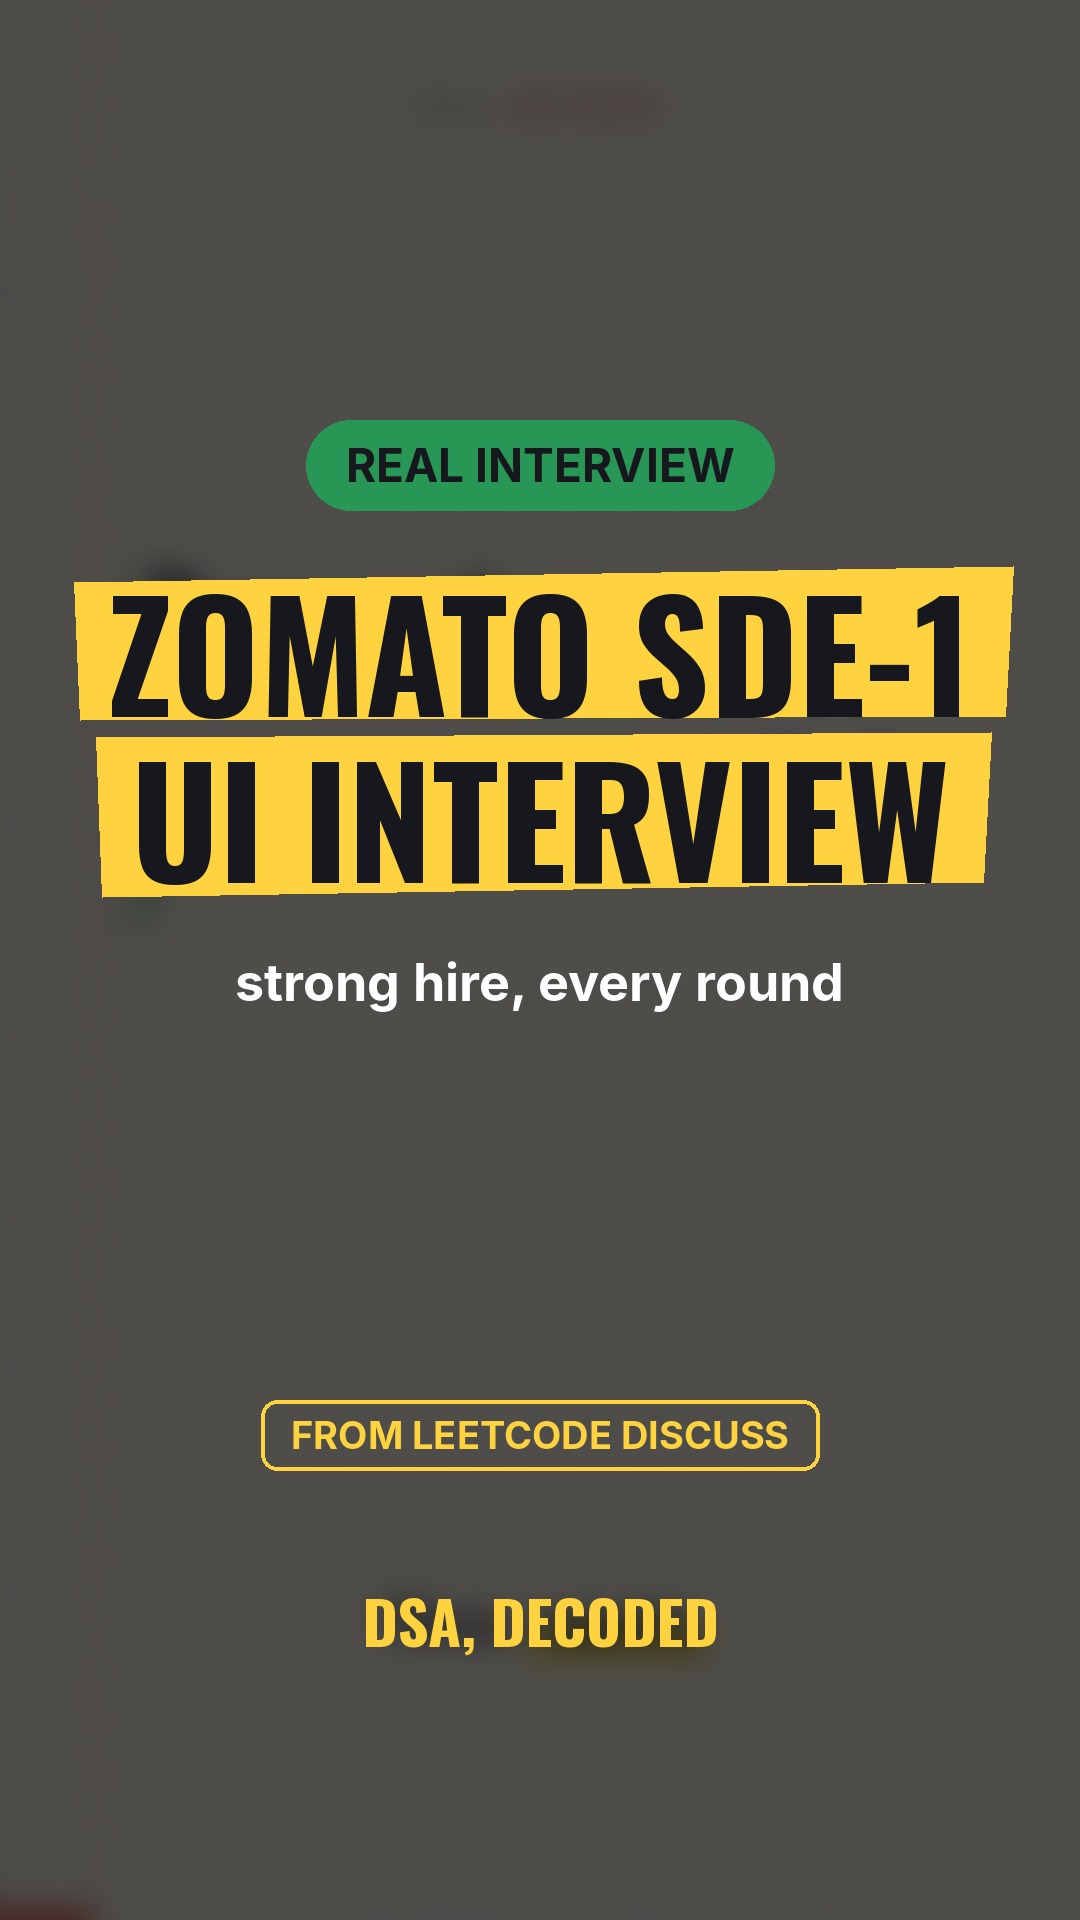 REAL INTERVIEW
ZOMATO SDE-1
UI INTERVIEW
strong hire, every round
FROM LEETCODE DISCUSS
DSA, DECODED